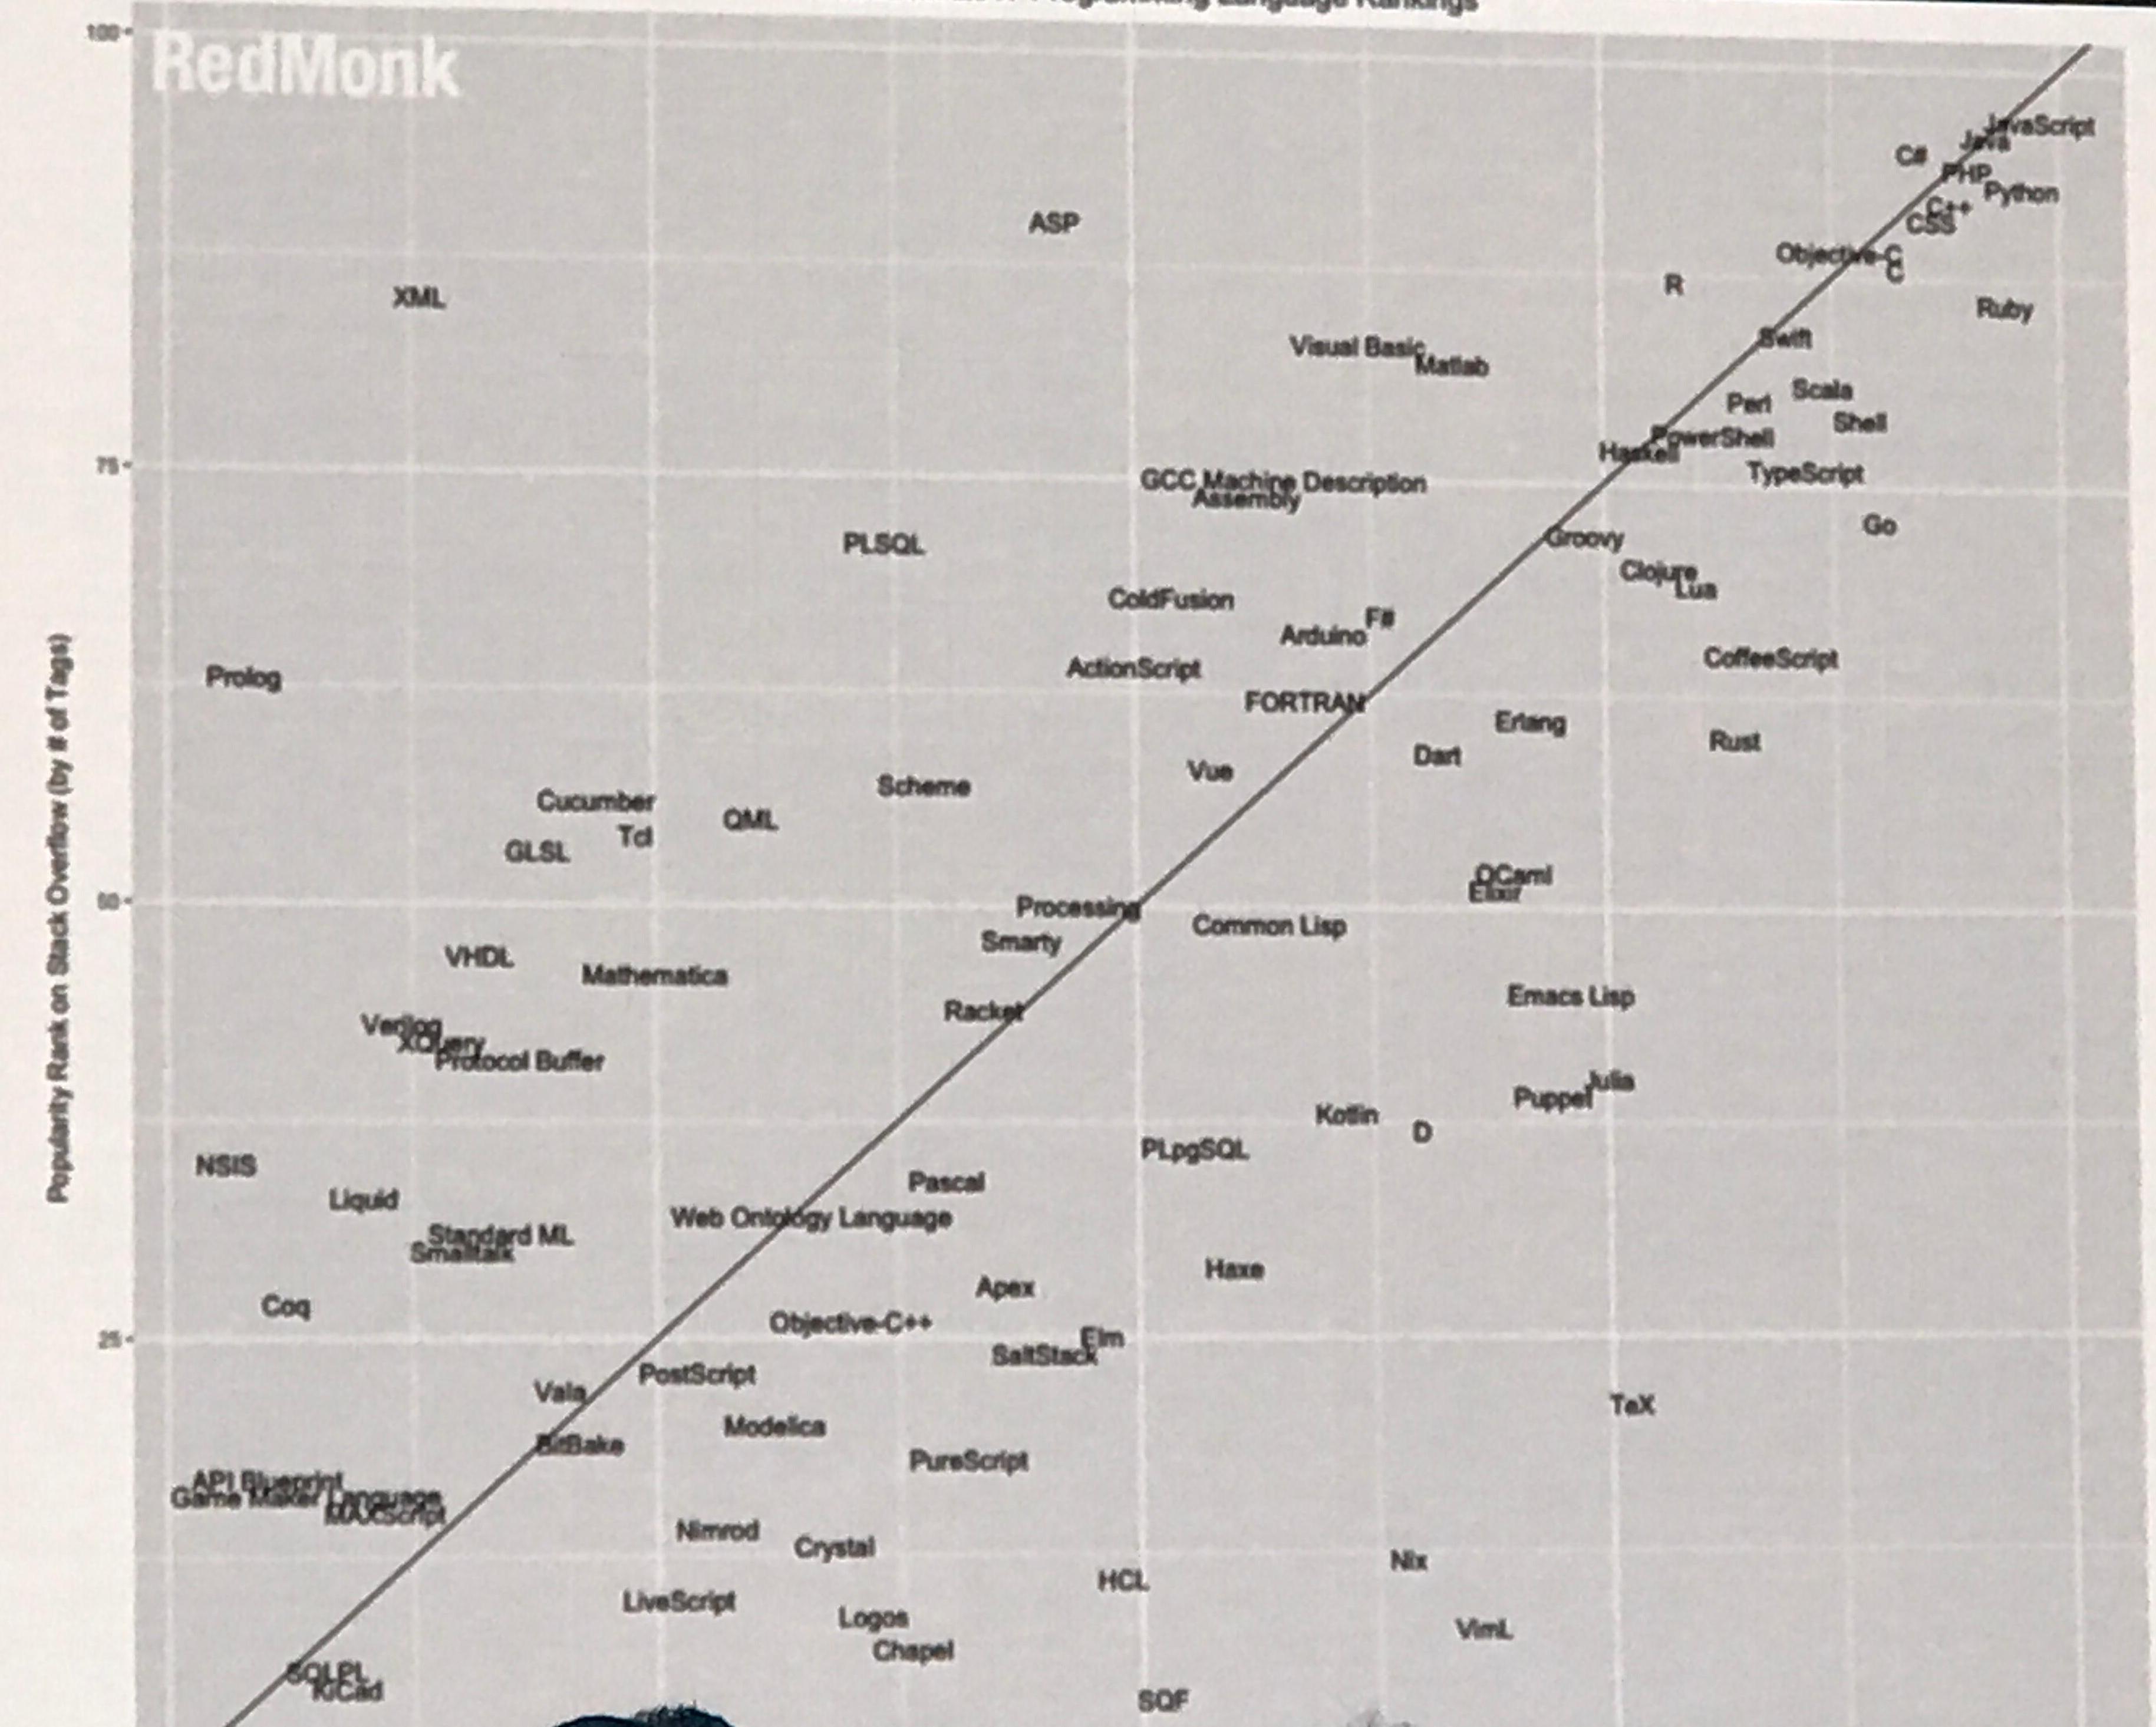 Programming Language Rankings
100
RedMonk
JavaScript
Java
C#
PHP
Python
C++
ASP
CSS
Objective-C
C
R
XML
Ruby
Swift
Visual Basic
Matlab
Scala
Perl
Shell
PowerShell
Haskell
75
TypeScript
GCC Machine Description
Assembly
Go
Groovy
PLSQL
Clojure
Lua
ColdFusion
F#
Arduino
CoffeeScript
ActionScript
Prolog
FORTRAN
Erlang
Rust
Dart
Vue
Scheme
Cucumber
QML
Tcl
GLSL
OCaml
Elixir
50
Processing
Common Lisp
Smarty
VHDL
Mathematica
Emacs Lisp
Racket
Verilog
XQuery
Protocol Buffer
Julia
Puppet
Kotlin
D
PLpgSQL
NSIS
Pascal
Liquid
Web Ontology Language
Standard ML
Smalltalk
Haxe
Apex
Coq
Objective-C++
25
Elm
SaltStack
PostScript
Vala
TeX
Modelica
BitBake
PureScript
API Blueprint
Game Maker Language
MAXScript
Nimrod
Crystal
Nix
HCL
LiveScript
Logos
VimL
Chapel
SQLPL
KiCad
SQF
Popularity Rank on Stack Overflow (by # of Tags)